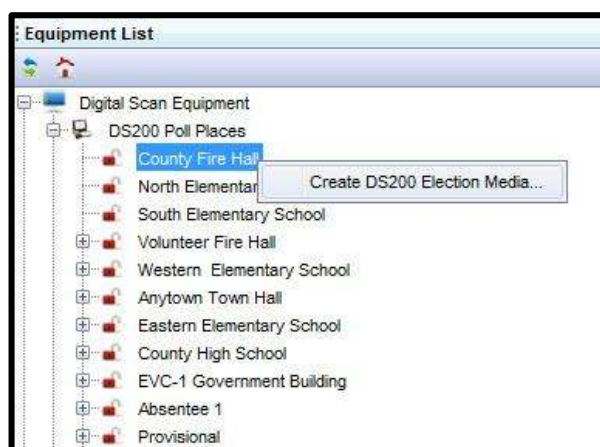 Equipment List
Digital Scan Equipment
DS200 Poll Places
County Fire Hall
Create DS200 Election Media...
North Elementar
South Elementary School
Volunteer Fire Hall
Western Elementary School
Anytown Town Hall
Eastern Elementary School
County High School
EVC-1 Government Building
Absentee 1
Provisional